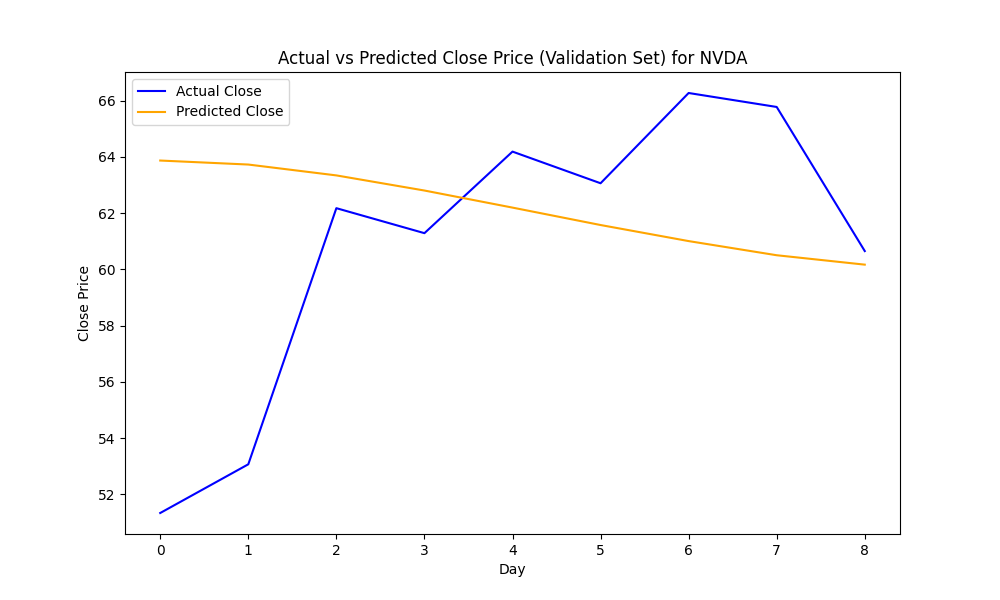 Actual vs Predicted Close Price (Validation Set) for NVDA
Actual Close
Predicted Close
66
64
62
60
58
56
54
52
Close Price
0 1 2 3 4 5 6 7 8
Day